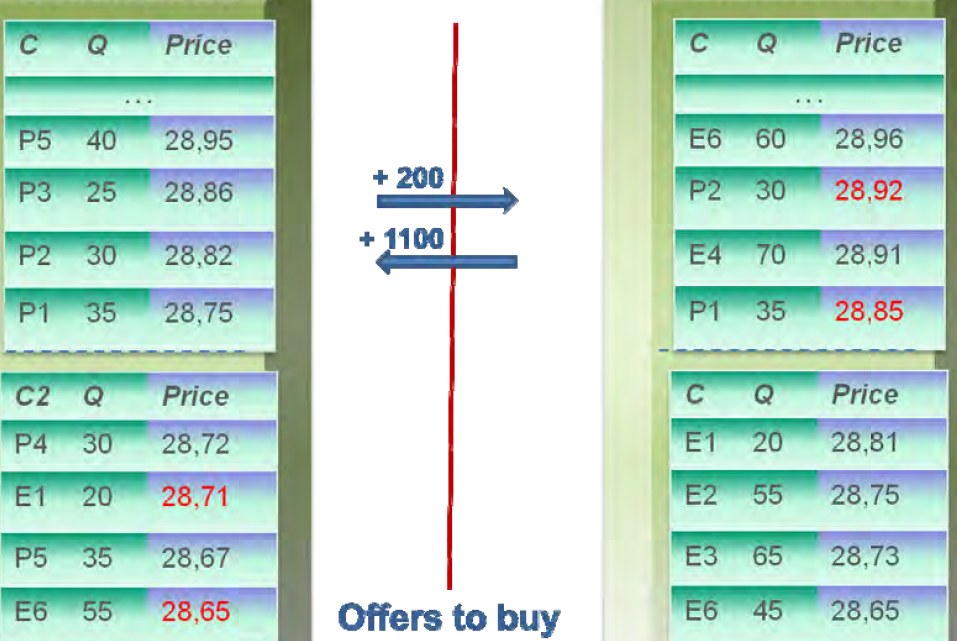 C Q Price
...
P5 40 28,95
P3 25 28,86
P2 30 28,82
P1 35 28,75
C2 Q Price
P4 30 28,72
E1 20 28,71
P5 35 28,67
E6 55 28,65
+ 200
+ 1100
Offers to buy
C Q Price
...
E6 60 28,96
P2 30 28,92
E4 70 28,91
P1 35 28,85
C Q Price
E1 20 28,81
E2 55 28,75
E3 65 28,73
E6 45 28,65